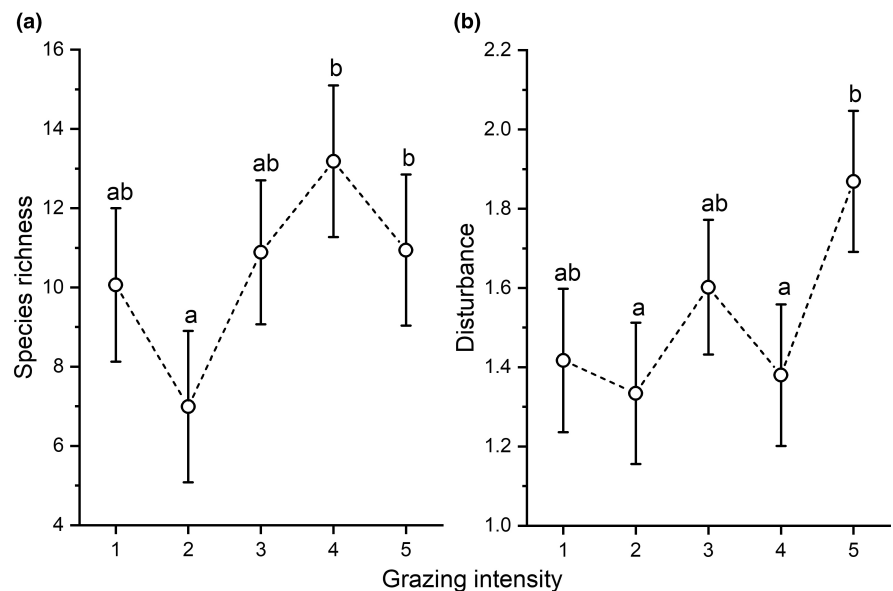 (a)
Species richness
16
14
12
10
8
6
4
ab
a
ab
b
b
1 2 3 4 5
(b)
Disturbance
2.2
2.0
1.8
1.6
1.4
1.2
1.0
ab
a
ab
a
b
1 2 3 4 5
Grazing intensity